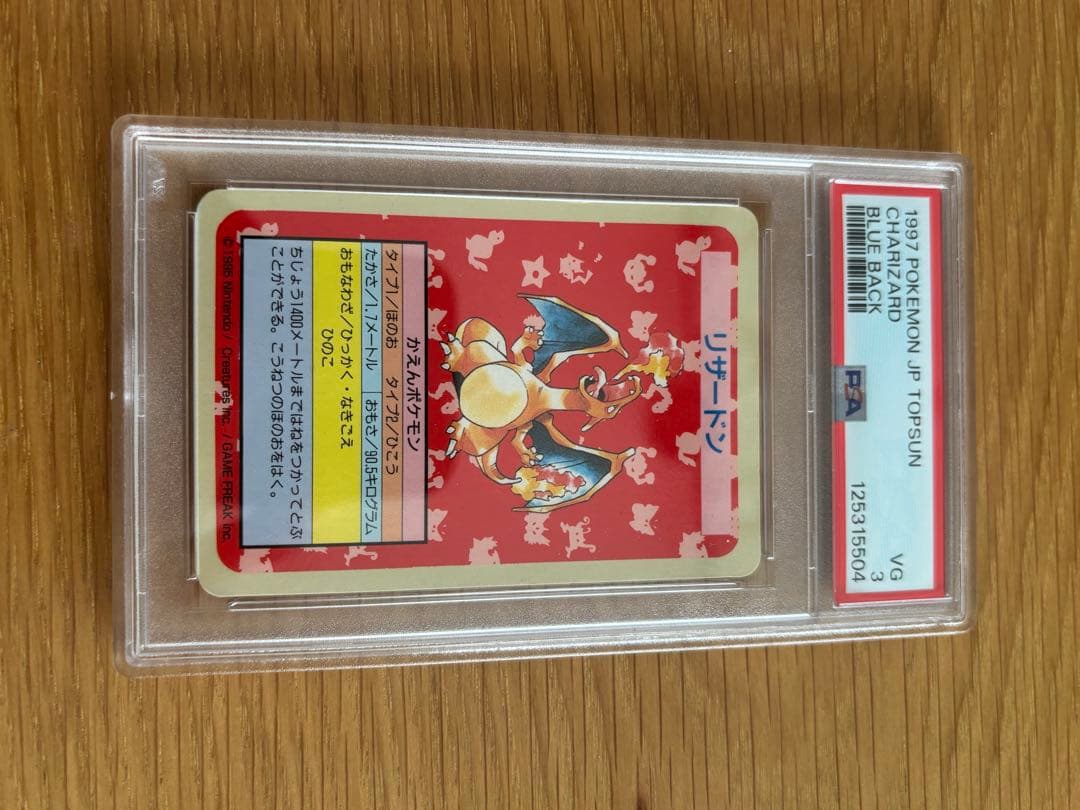 1997 POKEMON JP TOPSUN
CHARIZARD
BLUE BACK
VG
3
PSA
125315504
リザードン
かえんポケモン
タイプ1/ほのお タイプ2/ひこう
たかさ/1.7メートル おもさ/90.5キログラム
おもなわざ/ひっかく・なきごえ
ひのこ
ちじょう1400メートルまではねをつかってとぶ
ことができる。こうねつのほのおをはく。
© 1995 Nintendo / Creatures inc. / GAME FREAK inc.